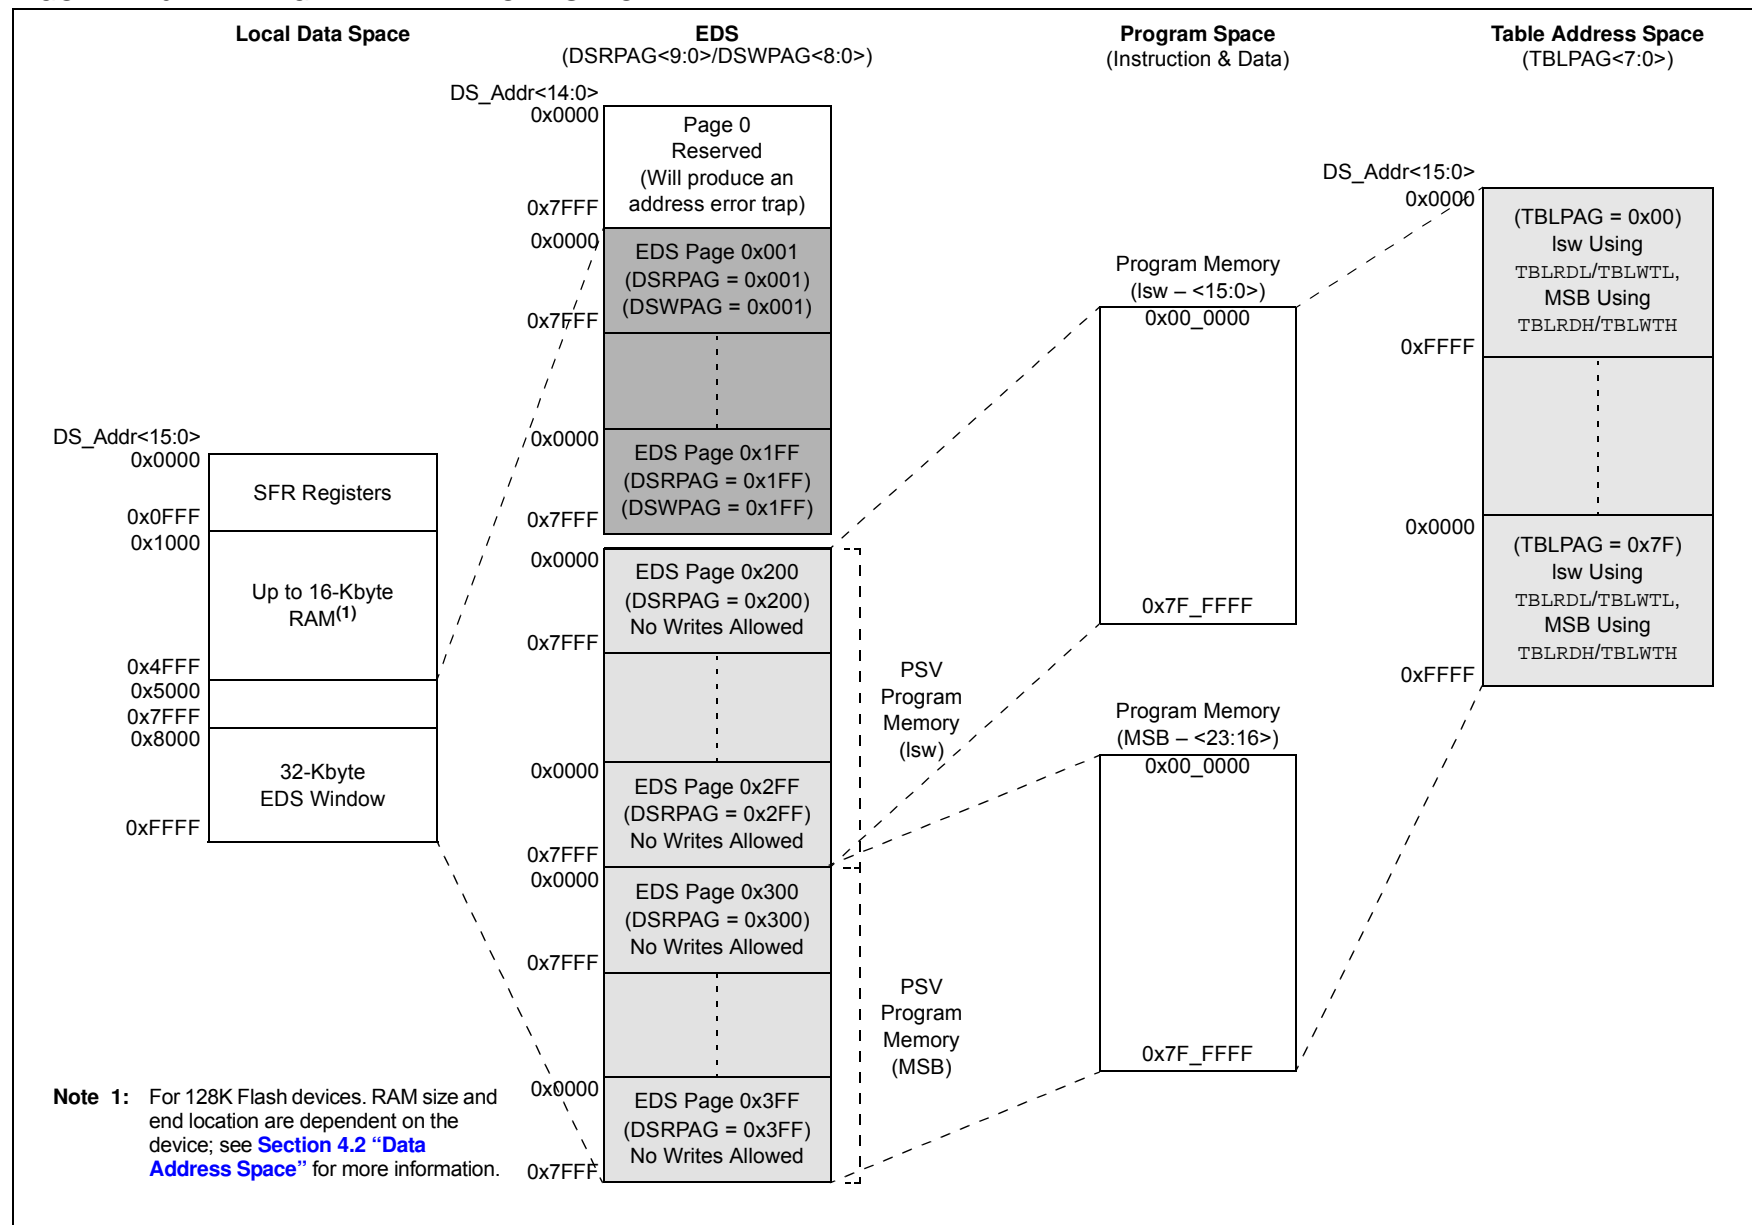 Local Data Space
DS_Addr<15:0>
0x0000
SFR Registers
0x0FFF
0x1000
Up to 16-Kbyte
RAM(1)
0x4FFF
0x5000
0x7FFF
0x8000
32-Kbyte
EDS Window
0xFFFF
EDS
(DSRPAG<9:0>/DSWPAG<8:0>)
DS_Addr<14:0>
0x0000
Page 0
Reserved
(Will produce an
address error trap)
0x7FFF
0x0000
EDS Page 0x001
(DSRPAG = 0x001)
(DSWPAG = 0x001)
0x7FFF
0x0000
EDS Page 0x1FF
(DSRPAG = 0x1FF)
(DSWPAG = 0x1FF)
0x7FFF
0x0000
EDS Page 0x200
(DSRPAG = 0x200)
No Writes Allowed
0x7FFF
0x0000
EDS Page 0x2FF
(DSRPAG = 0x2FF)
No Writes Allowed
0x7FFF
0x0000
EDS Page 0x300
(DSRPAG = 0x300)
No Writes Allowed
0x7FFF
0x0000
EDS Page 0x3FF
(DSRPAG = 0x3FF)
No Writes Allowed
0x7FFF
PSV
Program
Memory
(lsw)
PSV
Program
Memory
(MSB)
Program Space
(Instruction & Data)
Program Memory
(lsw – <15:0>)
0x00_0000
0x7F_FFFF
Program Memory
(MSB – <23:16>)
0x00_0000
0x7F_FFFF
Table Address Space
(TBLPAG<7:0>)
DS_Addr<15:0>
0x0000
(TBLPAG = 0x00)
lsw Using
TBLRDL/TBLWTL,
MSB Using
TBLRDH/TBLWTH
0xFFFF
0x0000
(TBLPAG = 0x7F)
lsw Using
TBLRDL/TBLWTL,
MSB Using
TBLRDH/TBLWTH
0xFFFF
Note 1: For 128K Flash devices. RAM size and
end location are dependent on the
device; see Section 4.2 “Data
Address Space” for more information.